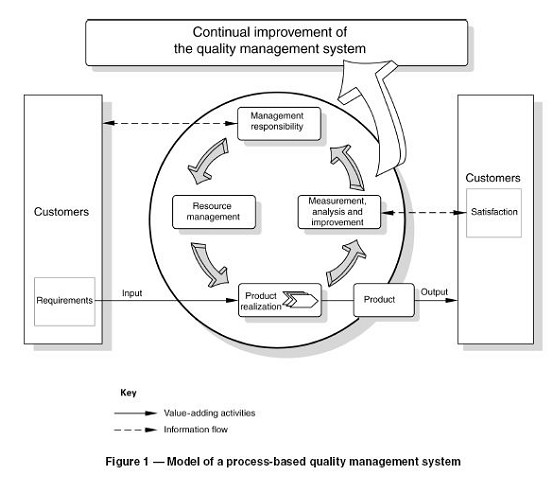 Continual improvement of
the quality management system
Management
responsibility
Customers
Resource
management
Measurement,
analysis and
improvement
Customers
Satisfaction
Requirements
Input
Product
realization
Product
Output
Key
Value-adding activities
Information flow
Figure 1 — Model of a process-based quality management system